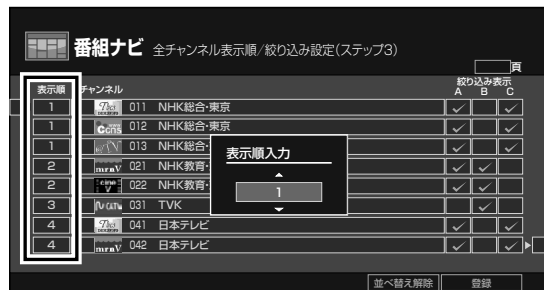 番組ナビ 全チャンネル表示順/絞り込み設定(ステップ3)
頁
表示順 チャンネル 絞り込み表示
A B C
1 011 NHK総合・東京
1 012 NHK総合・東京
1 013 NHK総合・
2 mrnV 021 NHK教育・
2 cine V 022 NHK教育・
3 031 TVK
4 041 日本テレビ
4 mrnV 042 日本テレビ
表示順入力
1
並べ替え解除 登録